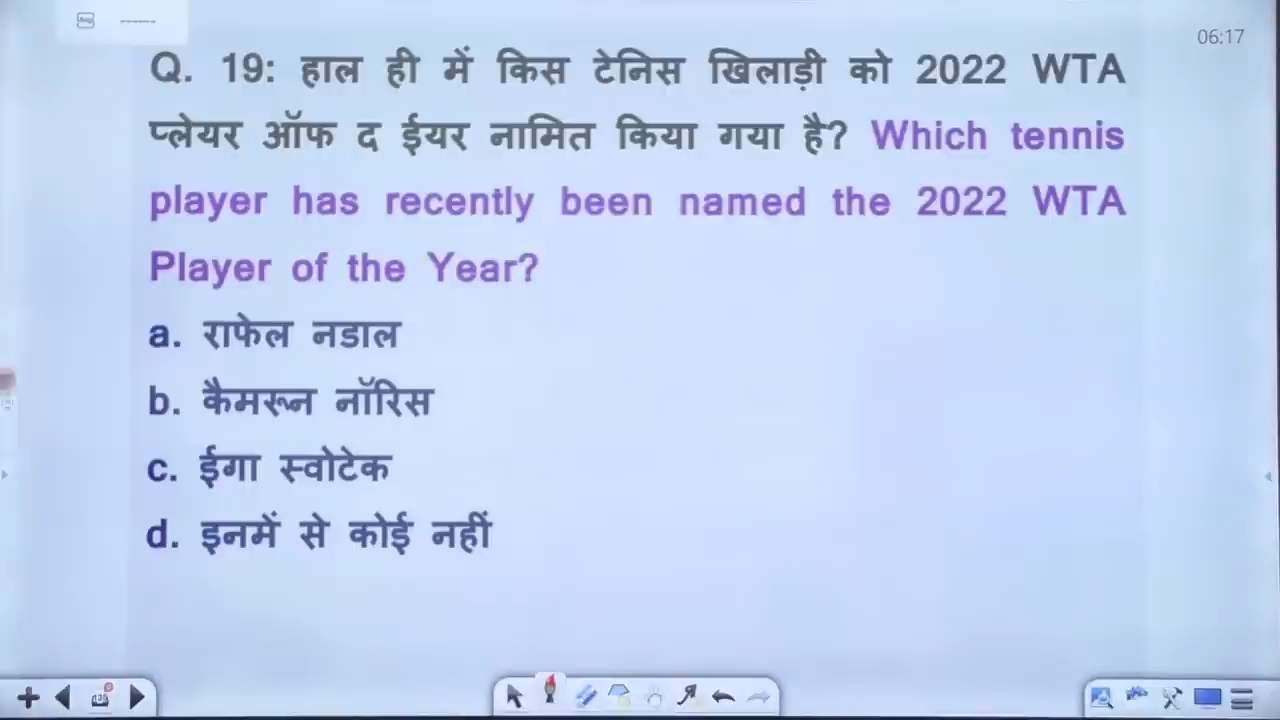 06:17
Q. 19: हाल ही में किस टेनिस खिलाड़ी को 2022 WTA
प्लेयर ऑफ द ईयर नामित किया गया है? Which tennis
player has recently been named the 2022 WTA
Player of the Year?
a. राफेल नडाल
b. कैमरून नॉरिस
c. ईगा स्वोटेक
d. इनमें से कोई नहीं